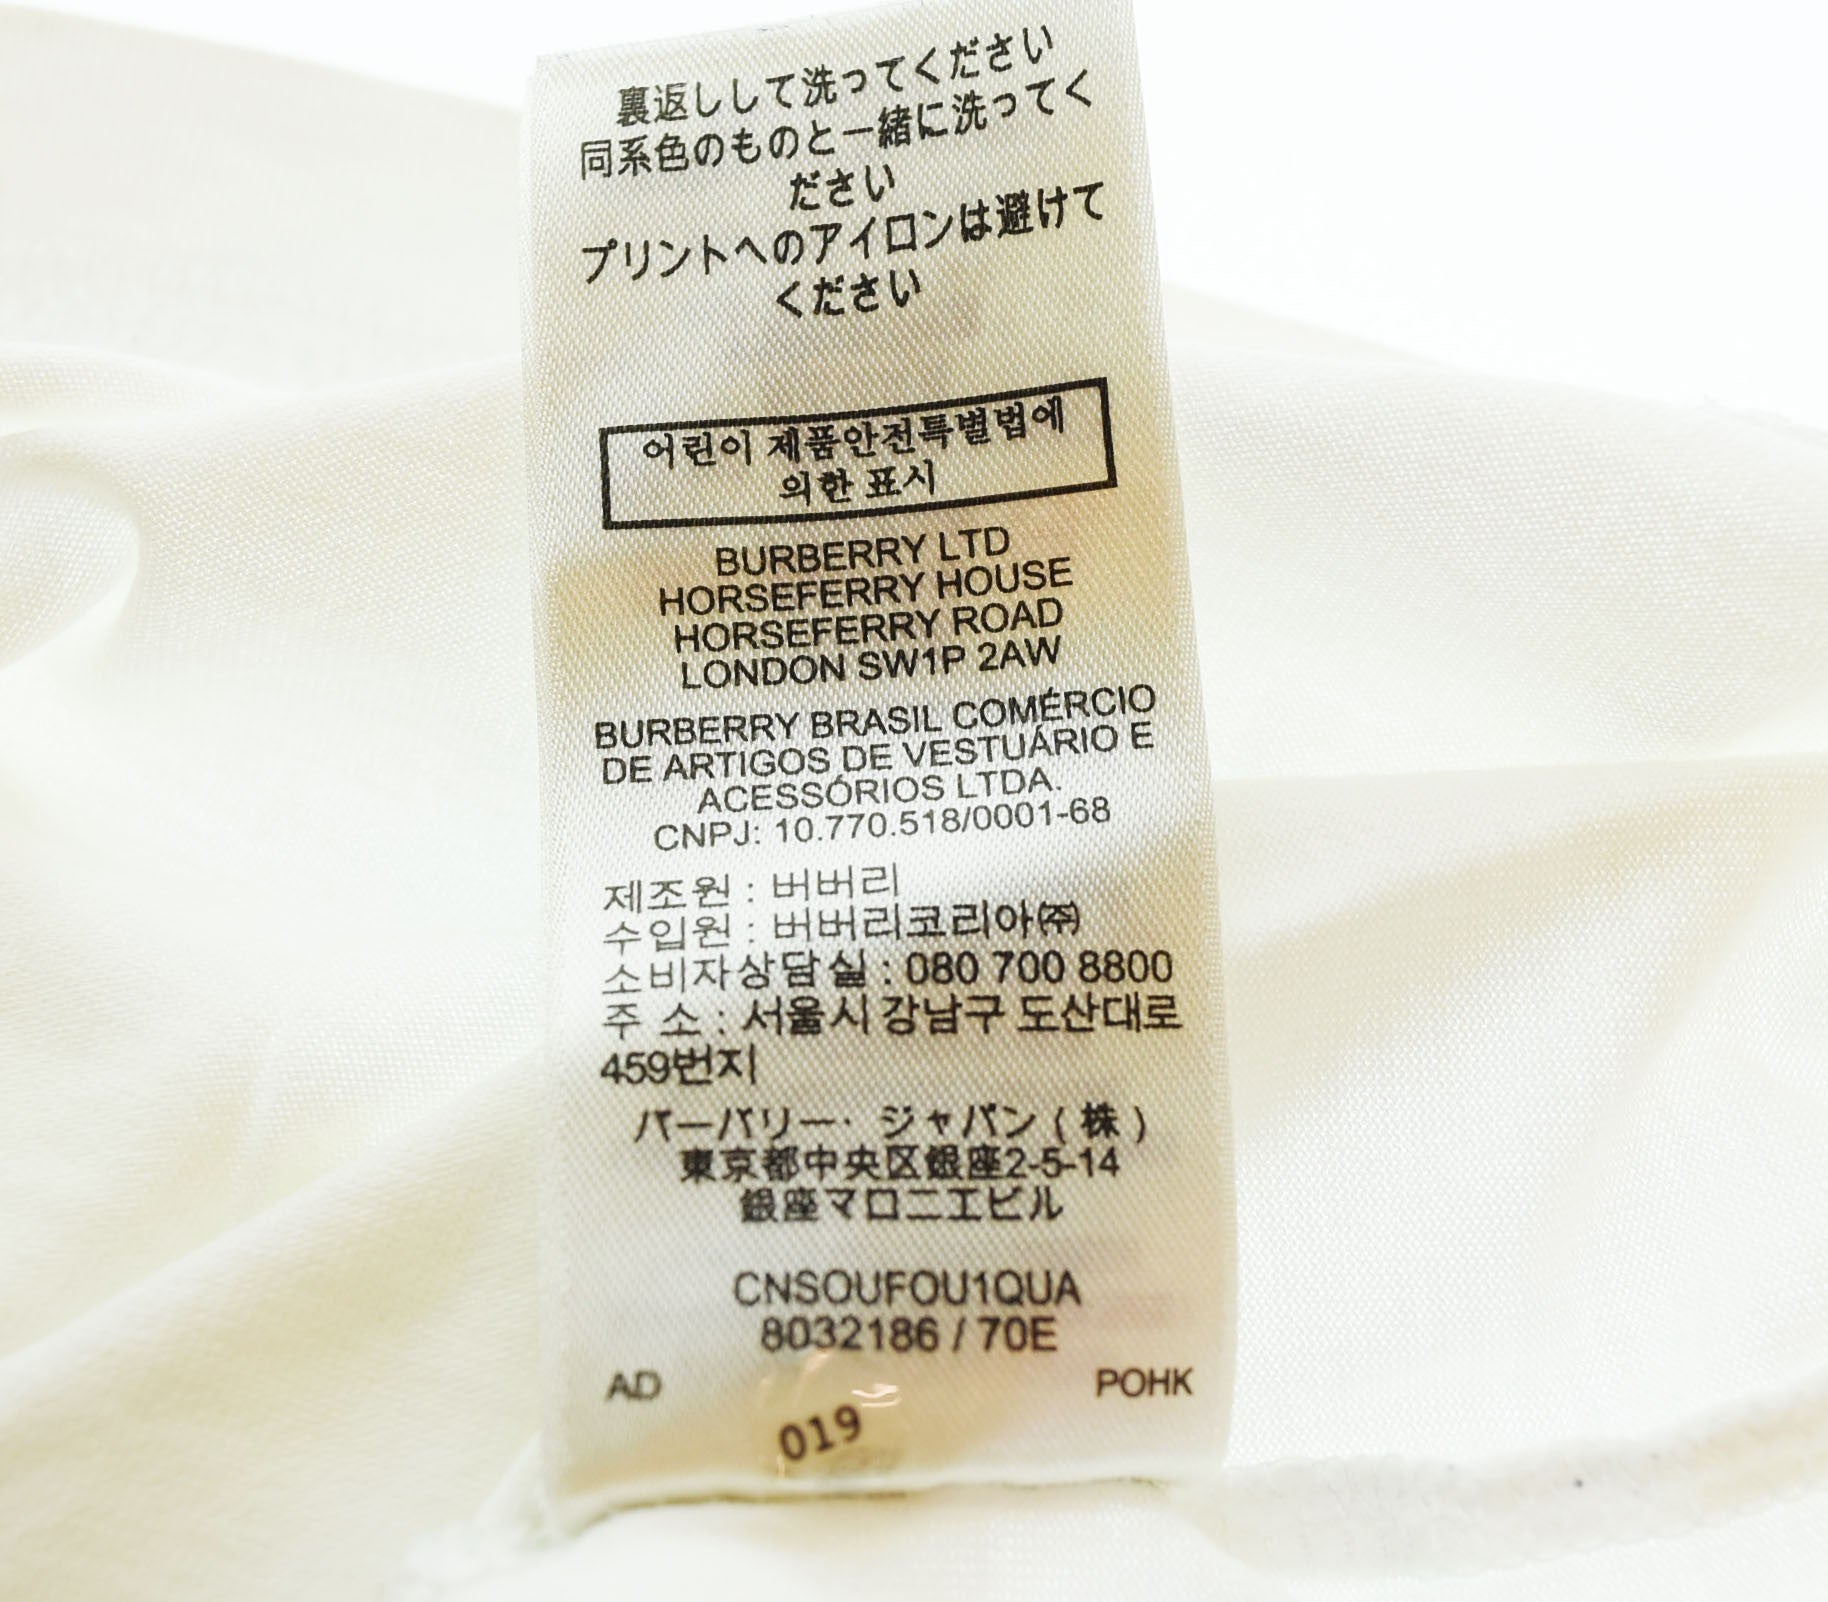 裏返しして洗ってください
同系色のものと一緒に洗ってく
ださい
プリントへのアイロンは避けて
ください
어린이 제품안전특별법에
의한 표시
BURBERRY LTD
HORSEFERRY HOUSE
HORSEFERRY ROAD
LONDON SW1P 2AW
BURBERRY BRASIL COMÉRCIO
DE ARTIGOS DE VESTUÁRIO E
ACESSÓRIOS LTDA.
CNPJ: 10.770.518/0001-68
제조원 : 버버리
수입원 : 버버리코리아㈜
소비자상담실 : 080 700 8800
주 소 : 서울시 강남구 도산대로
459번지
バーバリー・ジャパン ( 株 )
東京都中央区銀座2-5-14
銀座マロニエビル
CNSOUFOU1QUA
8032186 / 70E
AD POHK
019